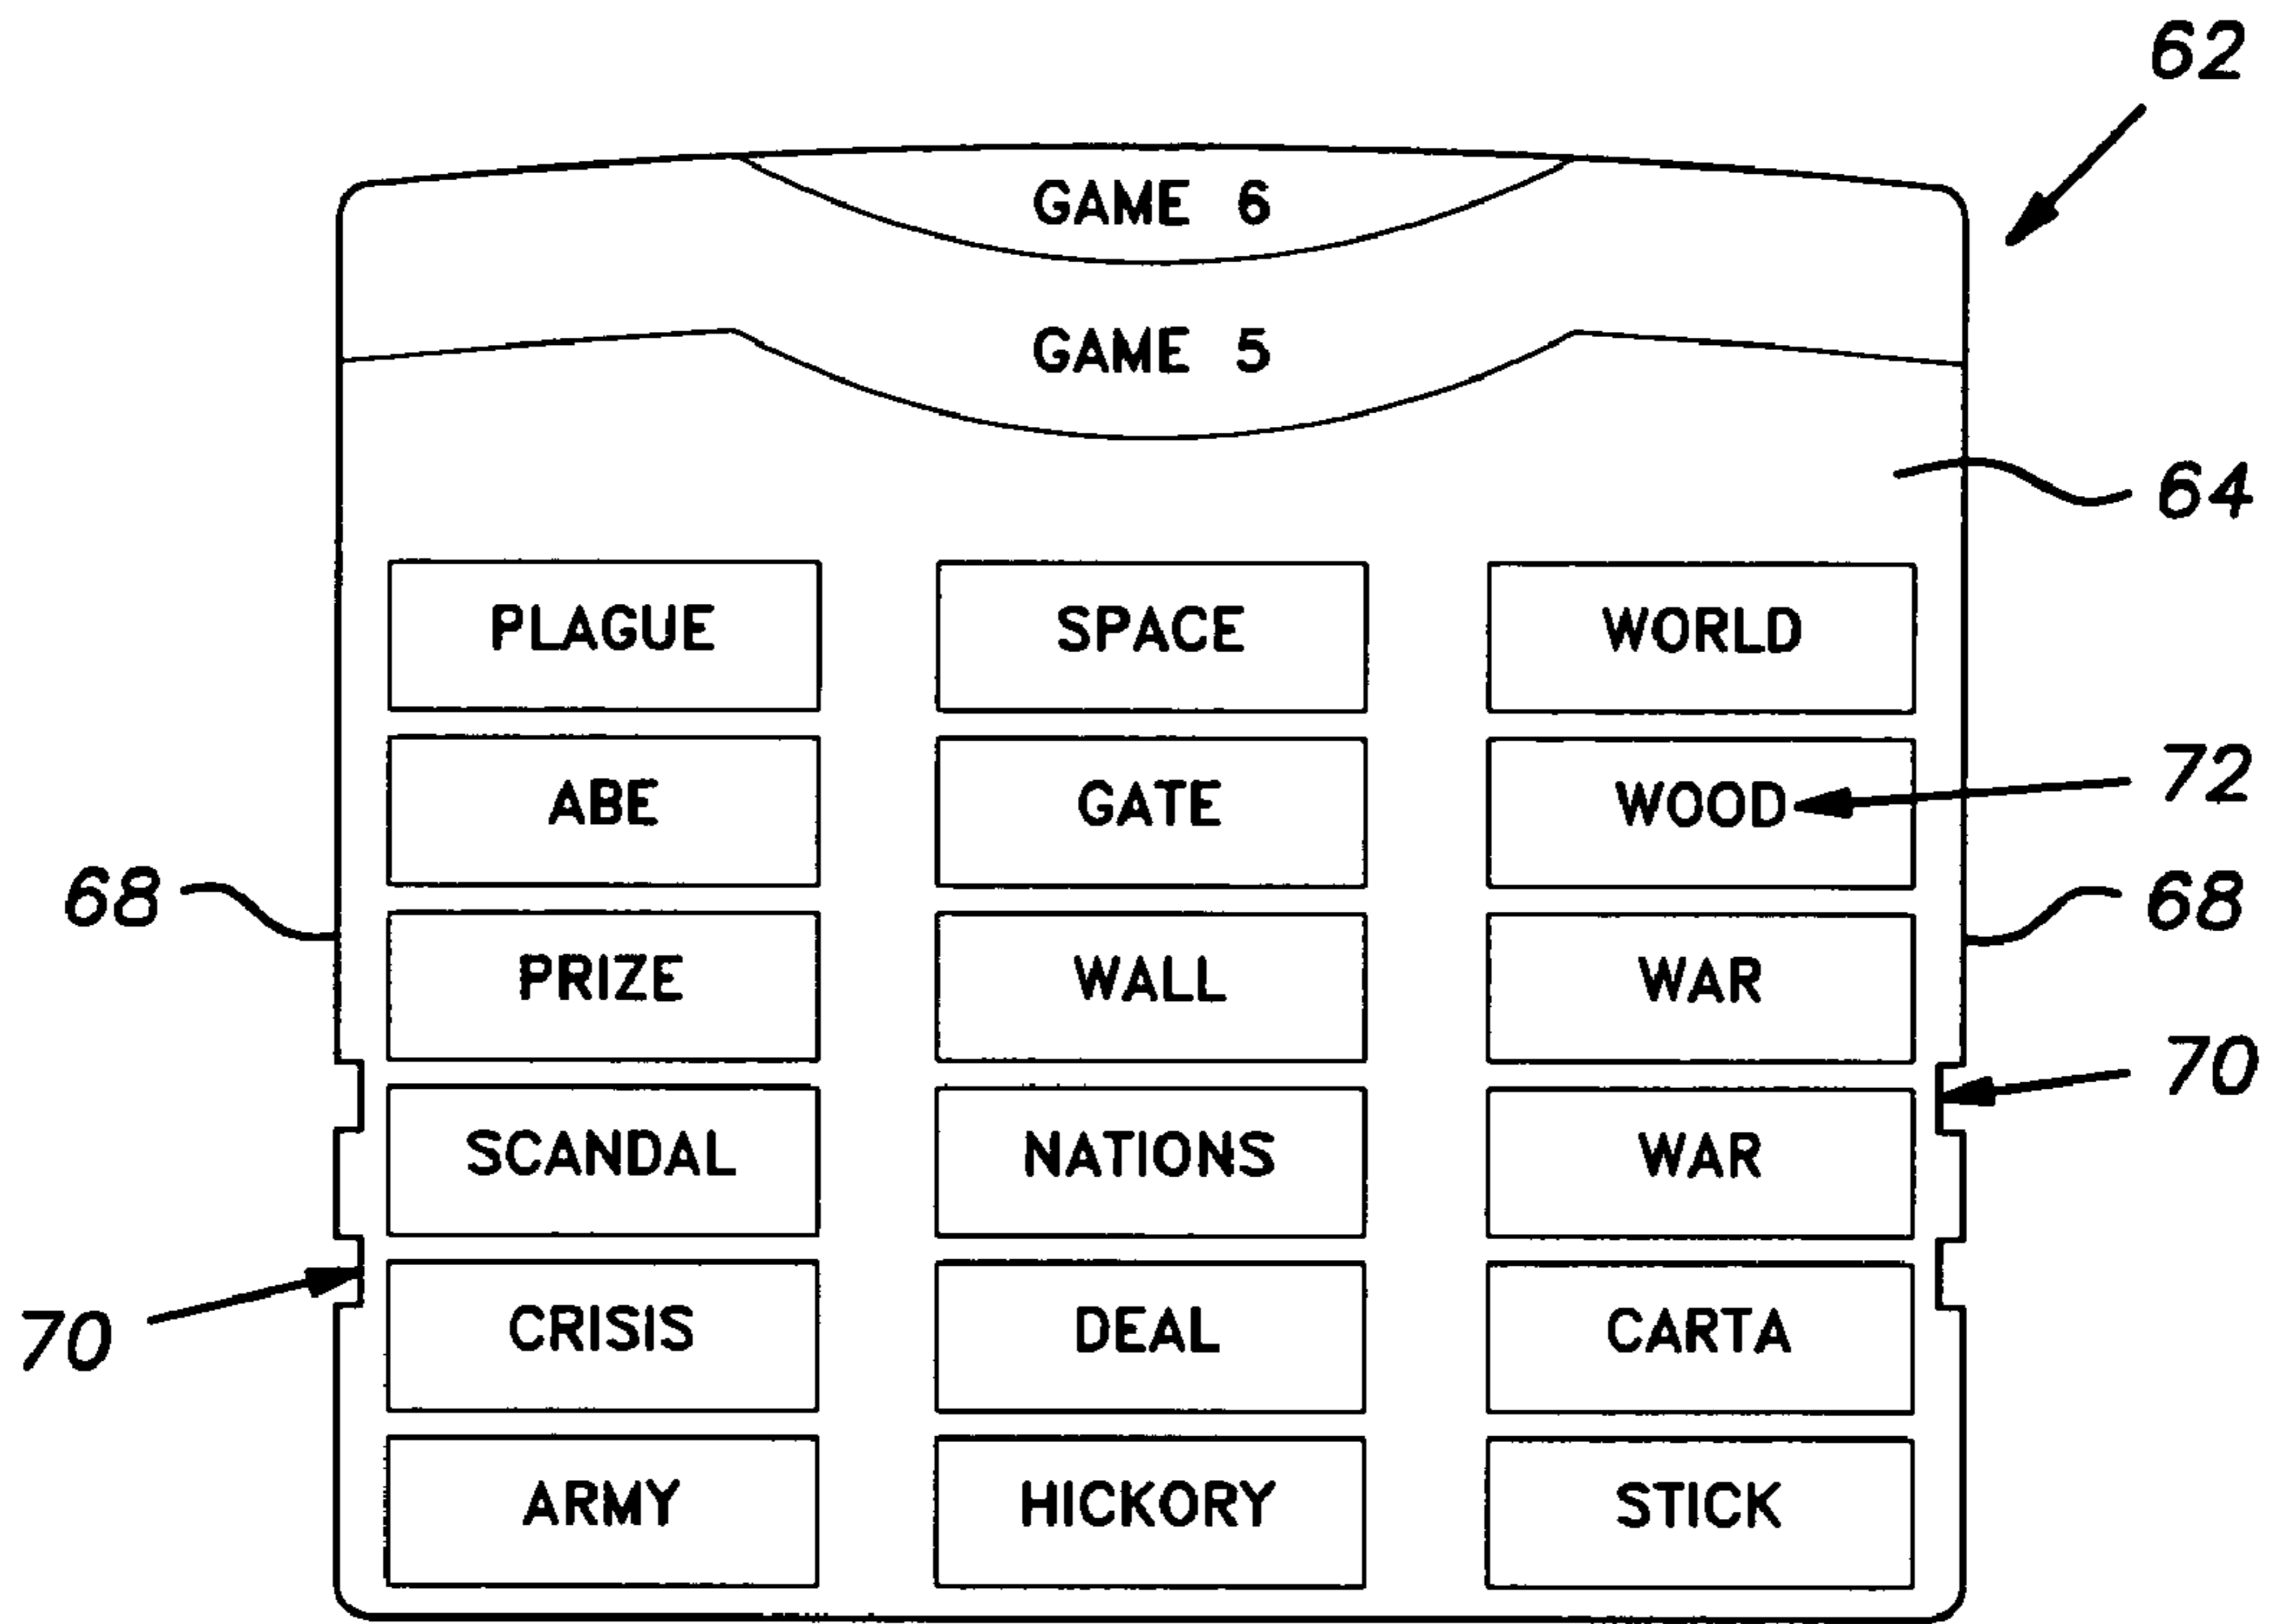 62
GAME 6
GAME 5
64
PLAGUE SPACE WORLD
ABE GATE WOOD 72
68 68
PRIZE WALL WAR
70
SCANDAL NATIONS WAR
CRISIS DEAL CARTA
70
ARMY HICKORY STICK